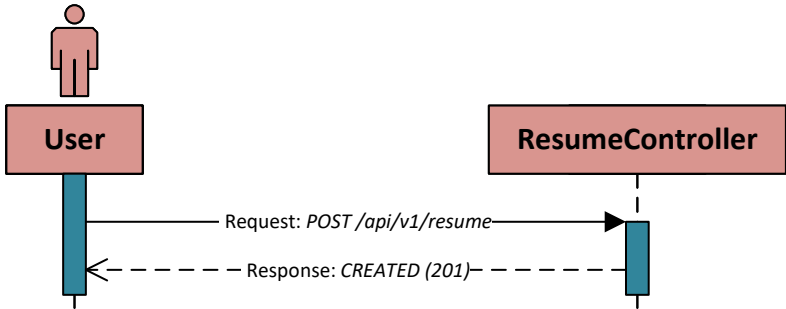 User
ResumeController
Request: POST /api/v1/resume
Response: CREATED (201)